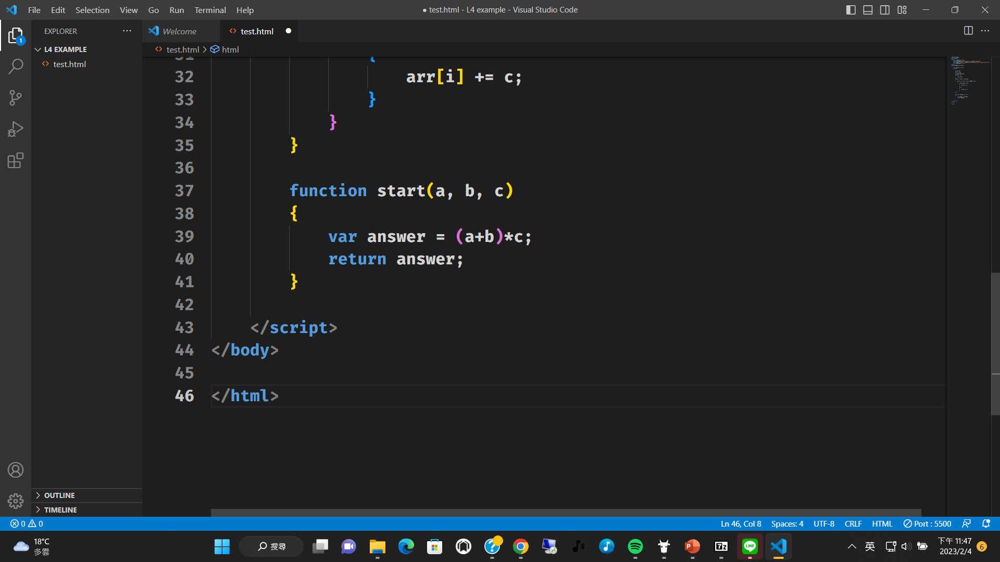 File Edit Selection View Go Run Terminal Help
● test.html - L4 example - Visual Studio Code
EXPLORER
Welcome
test.html
L4 EXAMPLE
test.html > html
test.html
31 {
32 arr[i] += c;
33 }
34 }
35 }
36
37 function start(a, b, c)
38 {
39 var answer = (a+b)*c;
40 return answer;
41 }
42
43 </script>
44 </body>
45
46 </html>
OUTLINE
TIMELINE
0 0
Ln 46, Col 8 Spaces: 4 UTF-8 CRLF HTML Port : 5500
1
18°C
多雲
搜尋
P
7z
LINE
英
下午 11:47
2023/2/4
6